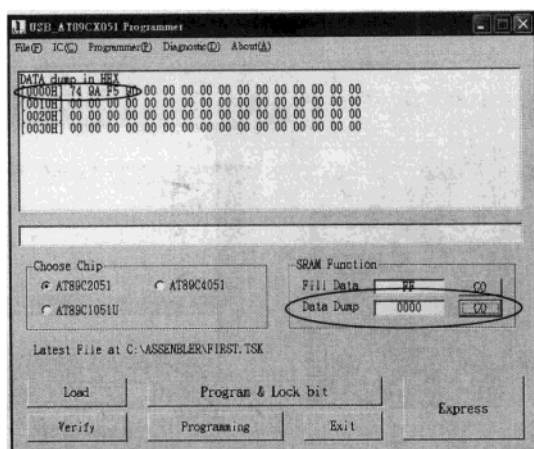 USB_AT89CX051 Programmer
File(F) IC(C) Programmer(P) Diagnostic(D) About(A)
DATA dump in HEX
[0000H] 74 9A F5 00 00 00 00 00 00 00 00 00 00 00 00
[0010H] 00 00 00 00 00 00 00 00 00 00 00 00 00 00 00 00
[0020H] 00 00 00 00 00 00 00 00 00 00 00 00 00 00 00 00
[0030H] 00 00 00 00 00 00 00 00 00 00 00 00 00 00 00 00
Choose Chip
AT89C2051 AT89C4051
AT89C1051U
SRAM Function
Fill Data FF GO
Data Dump 0000 GO
Latest File at C:\ASSENBLER\FIRST.TSK
Load Program & Lock bit Express
Verify Programming Exit